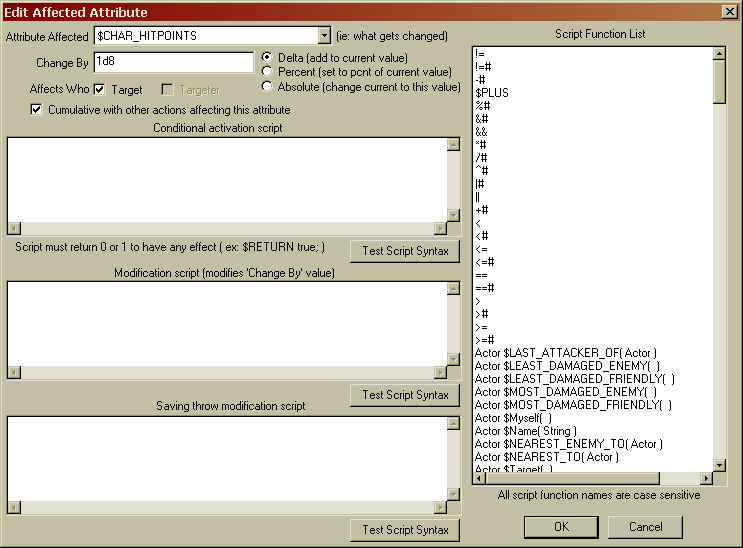 Edit Affected Attribute
Attribute Affected $CHAR_HITPOINTS (ie: what gets changed)
Change By 1d8
Delta (add to current value)
Percent (set to pcnt of current value)
Absolute (change current to this value)
Affects Who Target Targeter
Cumulative with other actions affecting this attribute
Conditional activation script
Script must return 0 or 1 to have any effect ( ex: $RETURN true; )
Test Script Syntax
Modification script (modifies 'Change By' value)
Test Script Syntax
Saving throw modification script
Test Script Syntax
Script Function List
!=
!=#
-#
$PLUS
%#
&#
&&
*#
/#
^#
|#
||
+#
<
<#
<=
<=#
==
==#
>
>#
>=
>=#
Actor $LAST_ATTACKER_OF( Actor )
Actor $LEAST_DAMAGED_ENEMY( )
Actor $LEAST_DAMAGED_FRIENDLY( )
Actor $MOST_DAMAGED_ENEMY( )
Actor $MOST_DAMAGED_FRIENDLY( )
Actor $Myself( )
Actor $Name( String )
Actor $NEAREST_ENEMY_TO( Actor )
Actor $NEAREST_TO( Actor )
Actor $Target( )
All script function names are case sensitive
OK Cancel